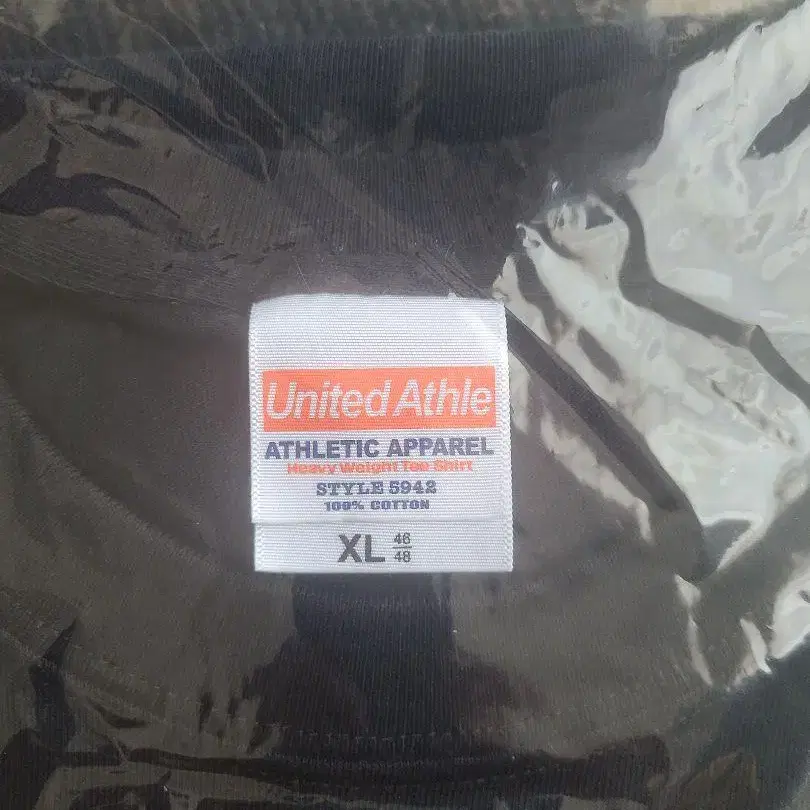 United Athle
ATHLETIC APPAREL
Heavy Weight Tee Shirt
STYLE 5942
100% COTTON
XL 46
48